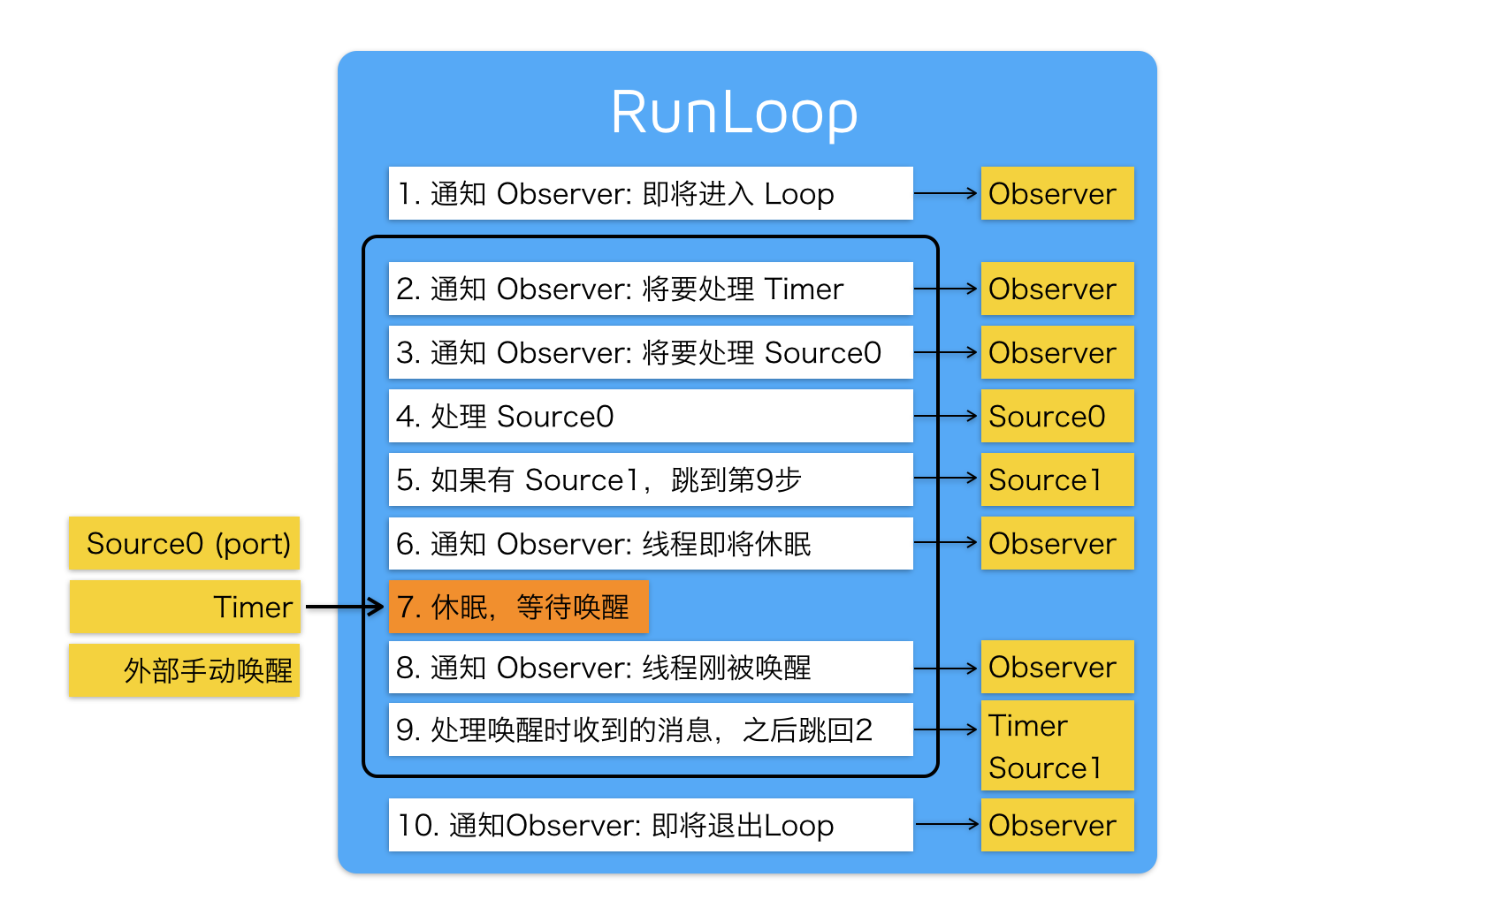 RunLoop
1. 通知 Observer: 即将进入 Loop
Observer
2. 通知 Observer: 将要处理 Timer
Observer
3. 通知 Observer: 将要处理 Source0
Observer
4. 处理 Source0
Source0
5. 如果有 Source1，跳到第9步
Source1
Source0 (port)
6. 通知 Observer: 线程即将休眠
Observer
Timer
7. 休眠，等待唤醒
外部手动唤醒
8. 通知 Observer: 线程刚被唤醒
Observer
9. 处理唤醒时收到的消息，之后跳回2
Timer
Source1
10. 通知Observer: 即将退出Loop
Observer